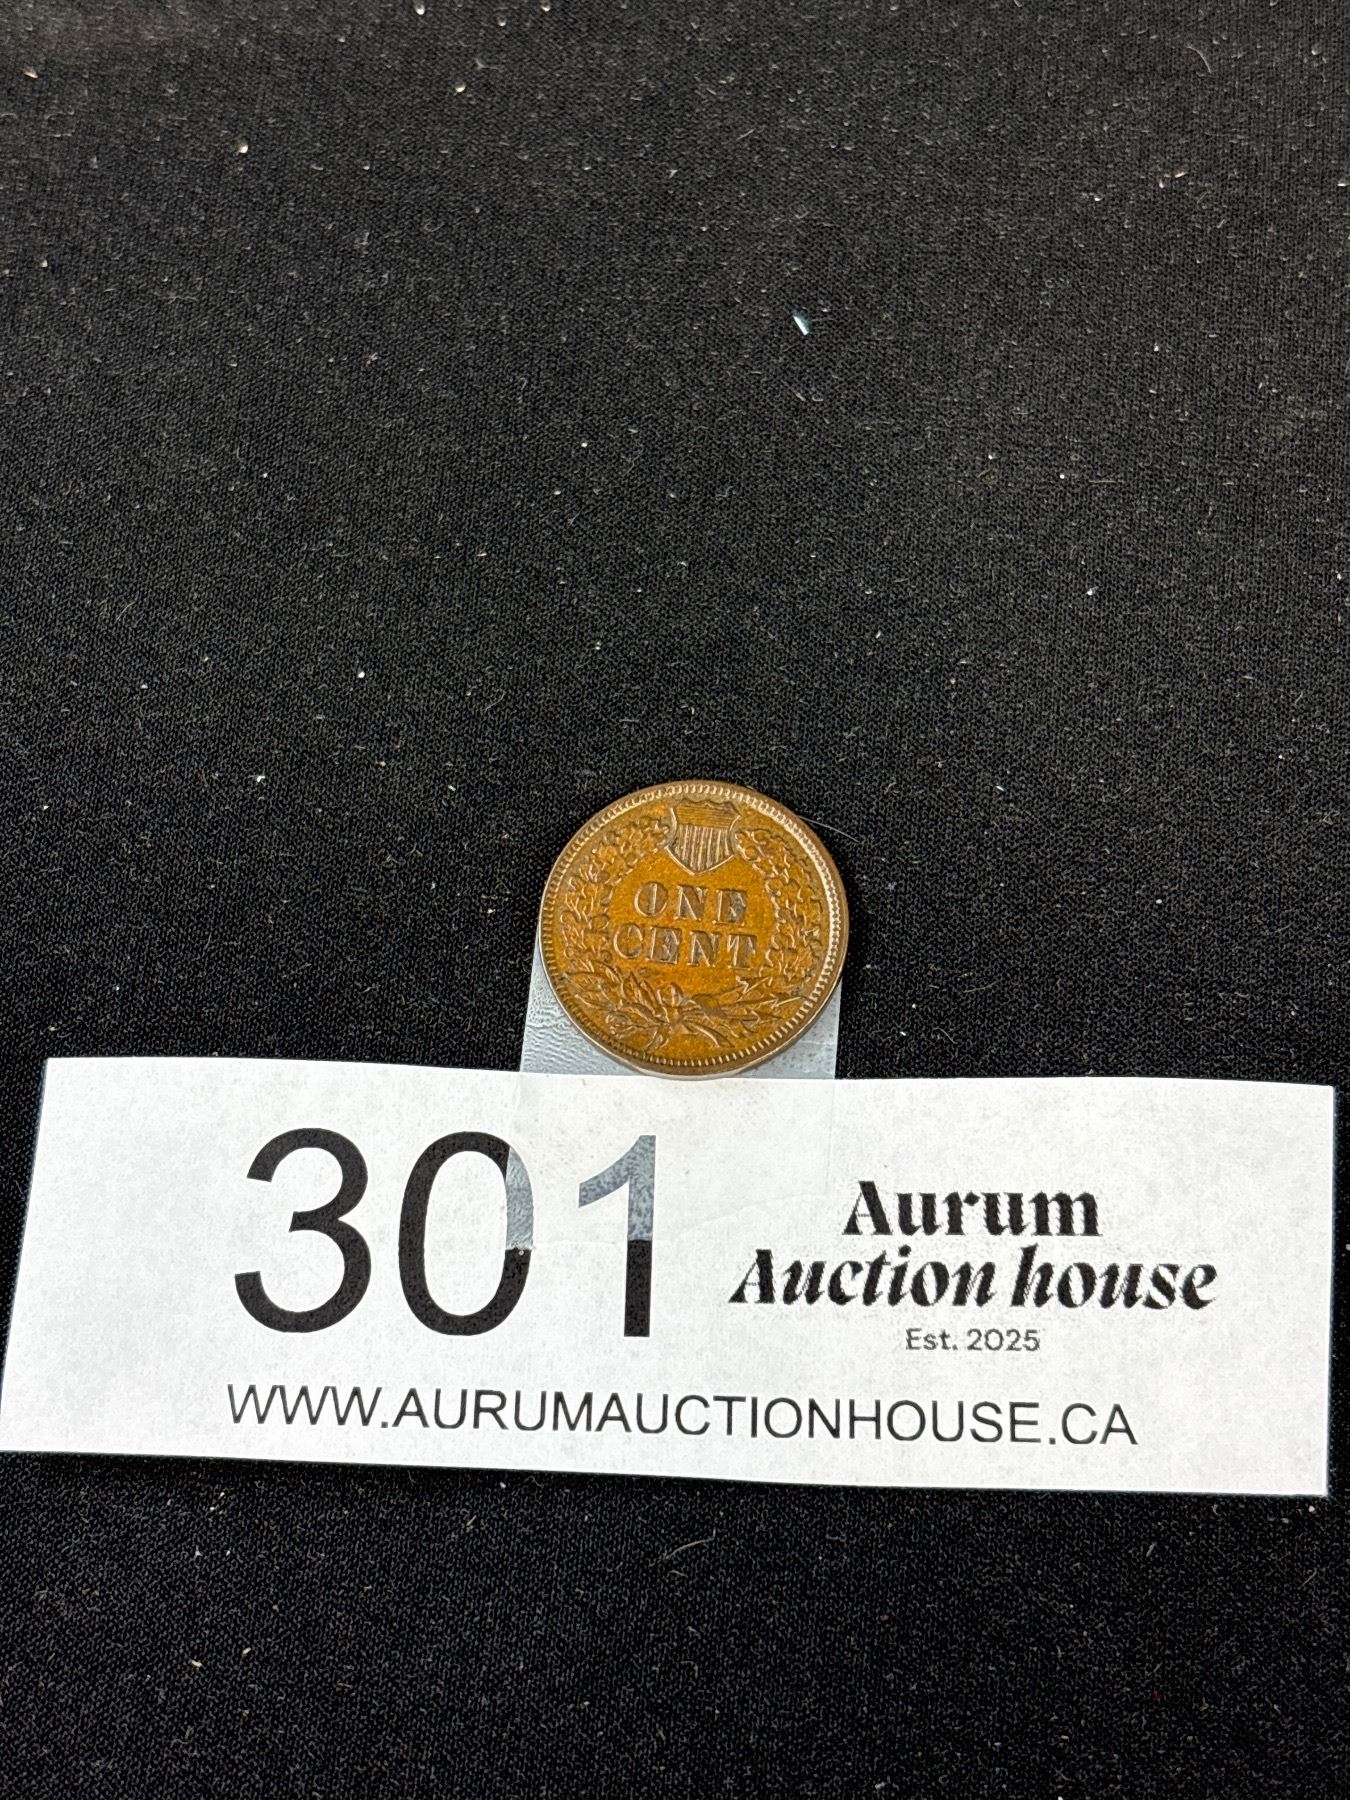 ONE
CENT
301
Aurum
Auction house
Est. 2025
WWW.AURUMAUCTIONHOUSE.CA